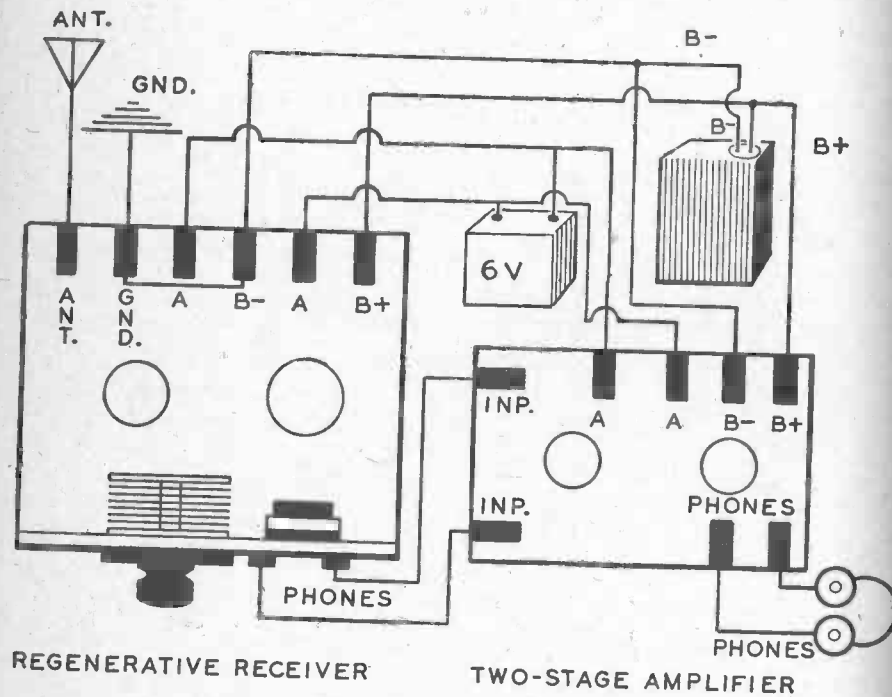 ANT.
GND.
B-
B-
B+
6V
ANT.
GND.
A
B-
A
B+
INP.
A
A
B-
B+
INP.
PHONES
PHONES
PHONES
REGENERATIVE RECEIVER
TWO-STAGE AMPLIFIER